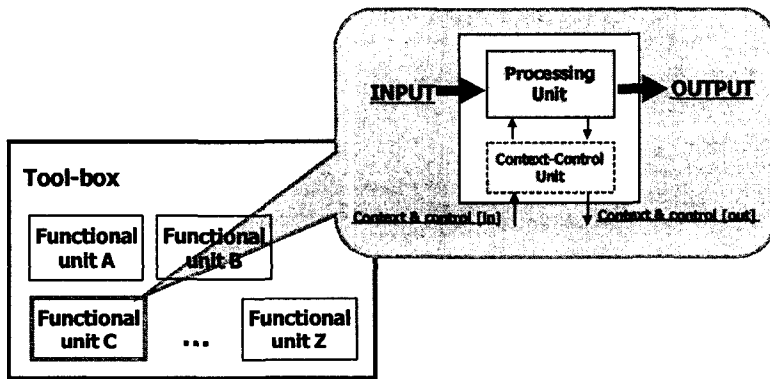 Processing
Unit
INPUT
OUTPUT
Context-Control
Unit
Context & control [in]
Context & control [out]
Tool-box
Functional
unit A
Functional
unit B
Functional
unit C
...
Functional
unit Z